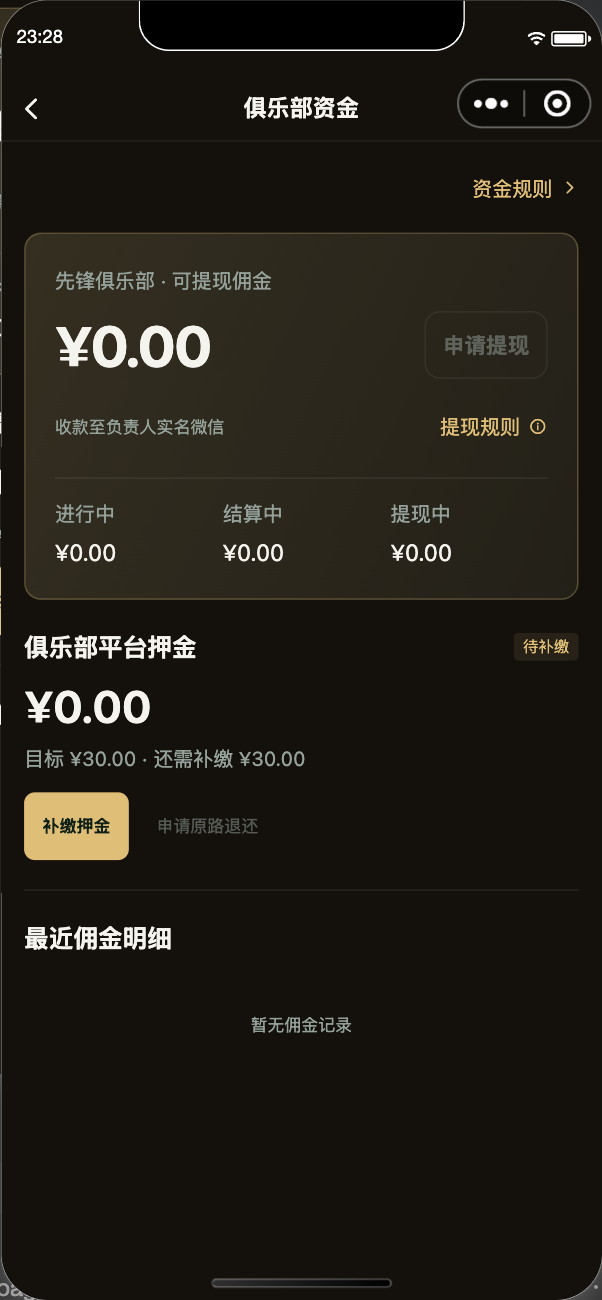 23:28
俱乐部资金
资金规则
先锋俱乐部 · 可提现佣金
¥0.00
申请提现
收款至负责人实名微信
提现规则
进行中 结算中 提现中
¥0.00 ¥0.00 ¥0.00
俱乐部平台押金
待补缴
¥0.00
目标 ¥30.00 · 还需补缴 ¥30.00
补缴押金
申请原路退还
最近佣金明细
暂无佣金记录